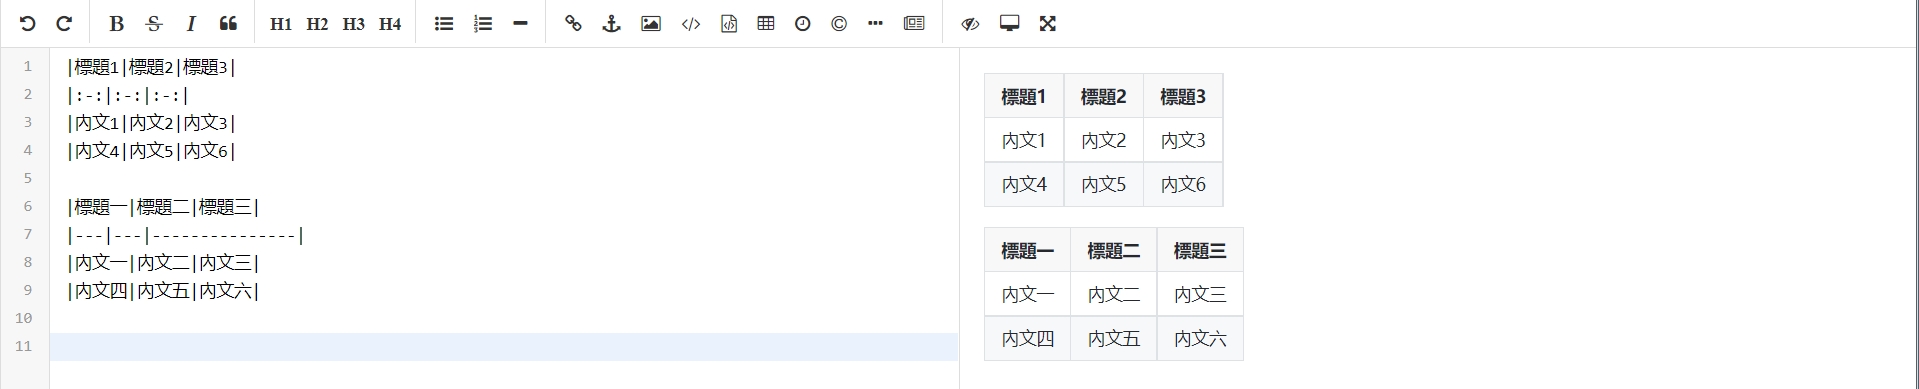 B S I H1 H2 H3 H4
1 |標題1|標題2|標題3|
2 |:-:|:-:|:-:|
3 |內文1|內文2|內文3|
4 |內文4|內文5|內文6|
5
6 |標題一|標題二|標題三|
7 |---|---|---------------|
8 |內文一|內文二|內文三|
9 |內文四|內文五|內文六|
10
11
標題1 標題2 標題3
內文1 內文2 內文3
內文4 內文5 內文6
標題一 標題二 標題三
內文一 內文二 內文三
內文四 內文五 內文六